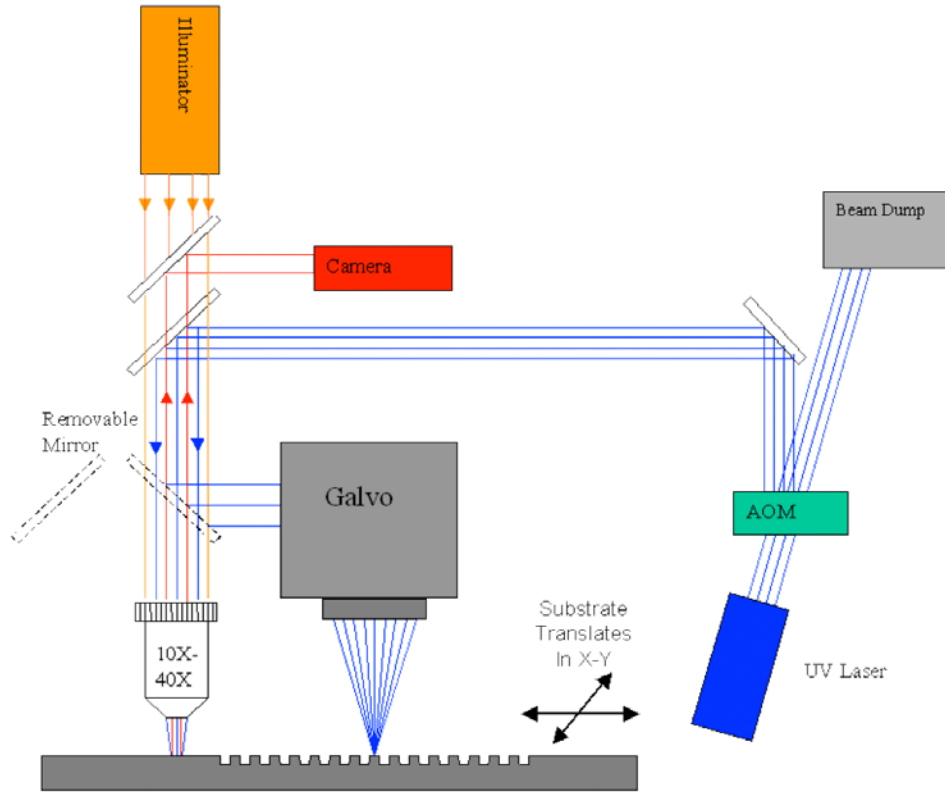 Illuminator
Beam Dump
Camera
Removable
Mirror
Galvo
AOM
Substrate
Translates
In X-Y
10X-
40X
UV Laser